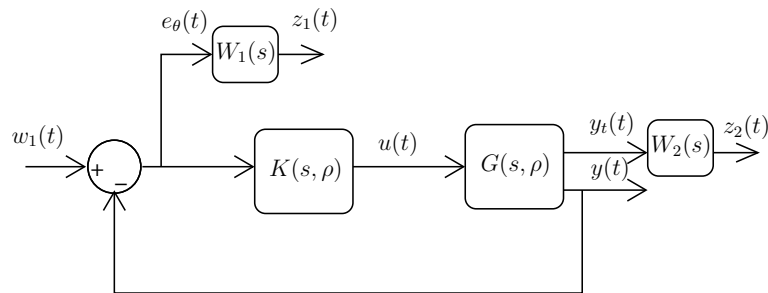 e_θ(t)
z_1(t)
W_1(s)
w_1(t)
+
−
K(s, ρ)
u(t)
G(s, ρ)
y_t(t)
y(t)
W_2(s)
z_2(t)